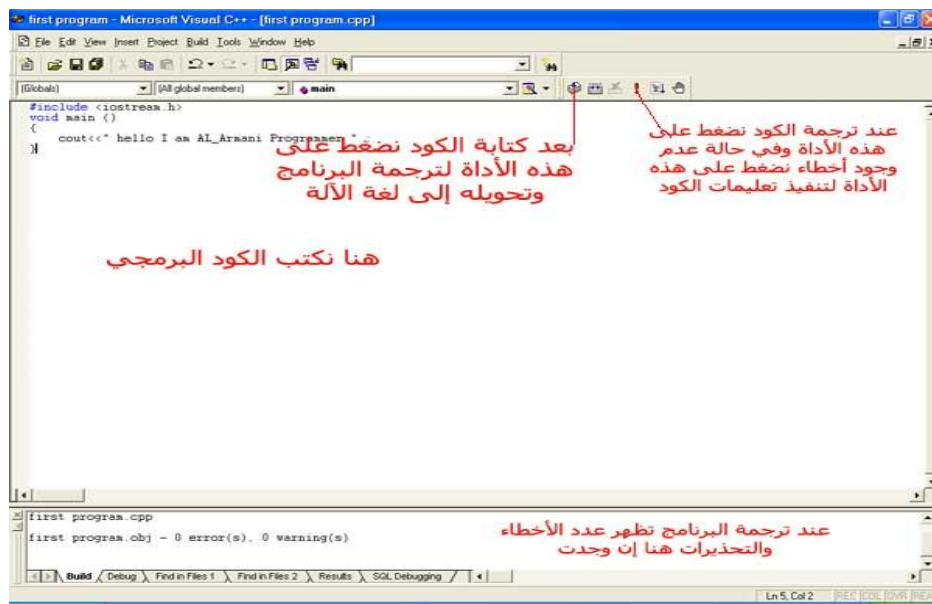 first program - Microsoft Visual C++ - [first program.cpp]
File Edit View Insert Project Build Tools Window Help
(Globals) (All global members) main
#include <iostream.h>
void main ()
{
cout<<" hello I am AL_Armani Programmer "
}
بعد كتابة الكود نضغط على
هذه الأداة لترجمة البرنامج
وتحويله إلى لغة الآلة
عند ترجمة الكود نضغط على
هذه الأداة وفي حالة عدم
وجود أخطاء نضغط على هذه
الأداة لتنفيذ تعليمات الكود
هنا نكتب الكود البرمجي
first program.cpp
first program.obj - 0 error(s), 0 warning(s)
عند ترجمة البرنامج تظهر عدد الأخطاء
والتحذيرات هنا إن وجدت
Build Debug Find in Files 1 Find in Files 2 Results SQL Debugging
Ln 5, Col 2 REC COL OVR REA